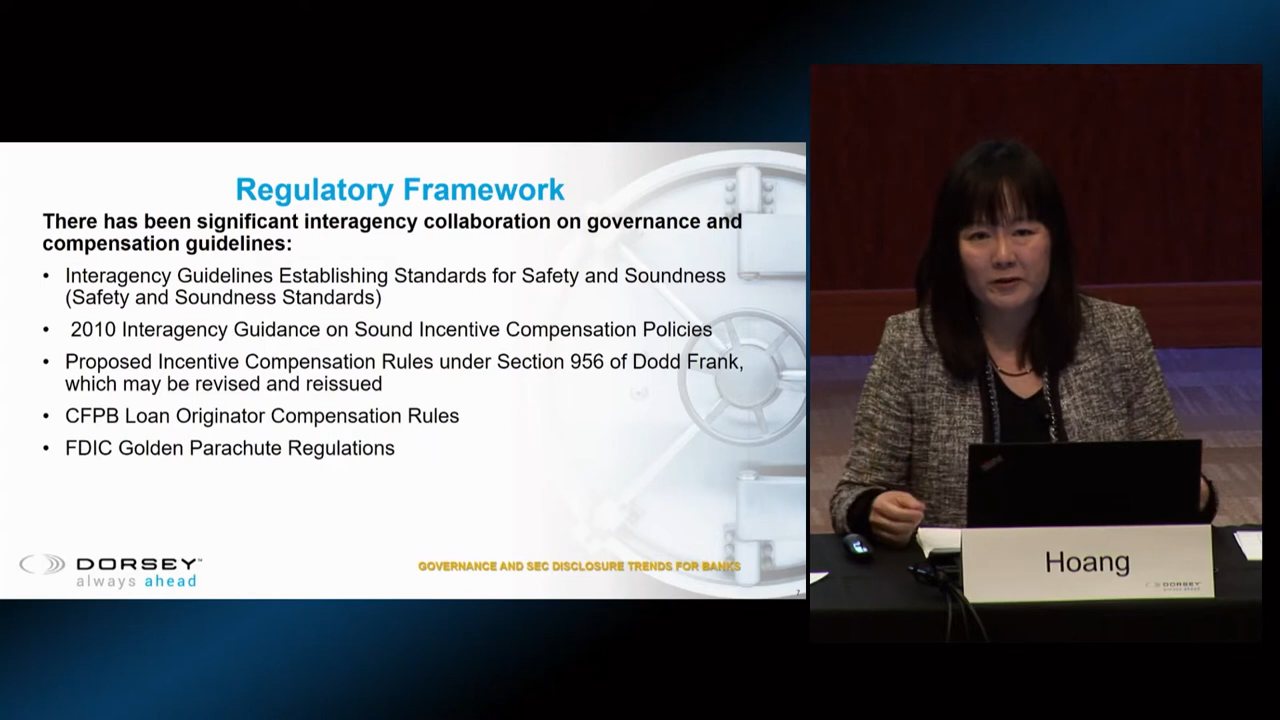 Regulatory Framework
There has been significant interagency collaboration on governance and
compensation guidelines:
• Interagency Guidelines Establishing Standards for Safety and Soundness
(Safety and Soundness Standards)
• 2010 Interagency Guidance on Sound Incentive Compensation Policies
• Proposed Incentive Compensation Rules under Section 956 of Dodd Frank,
which may be revised and reissued
• CFPB Loan Originator Compensation Rules
• FDIC Golden Parachute Regulations
DORSEY™
always ahead
GOVERNANCE AND SEC DISCLOSURE TRENDS FOR BANKS
7
Hoang
DORSEY